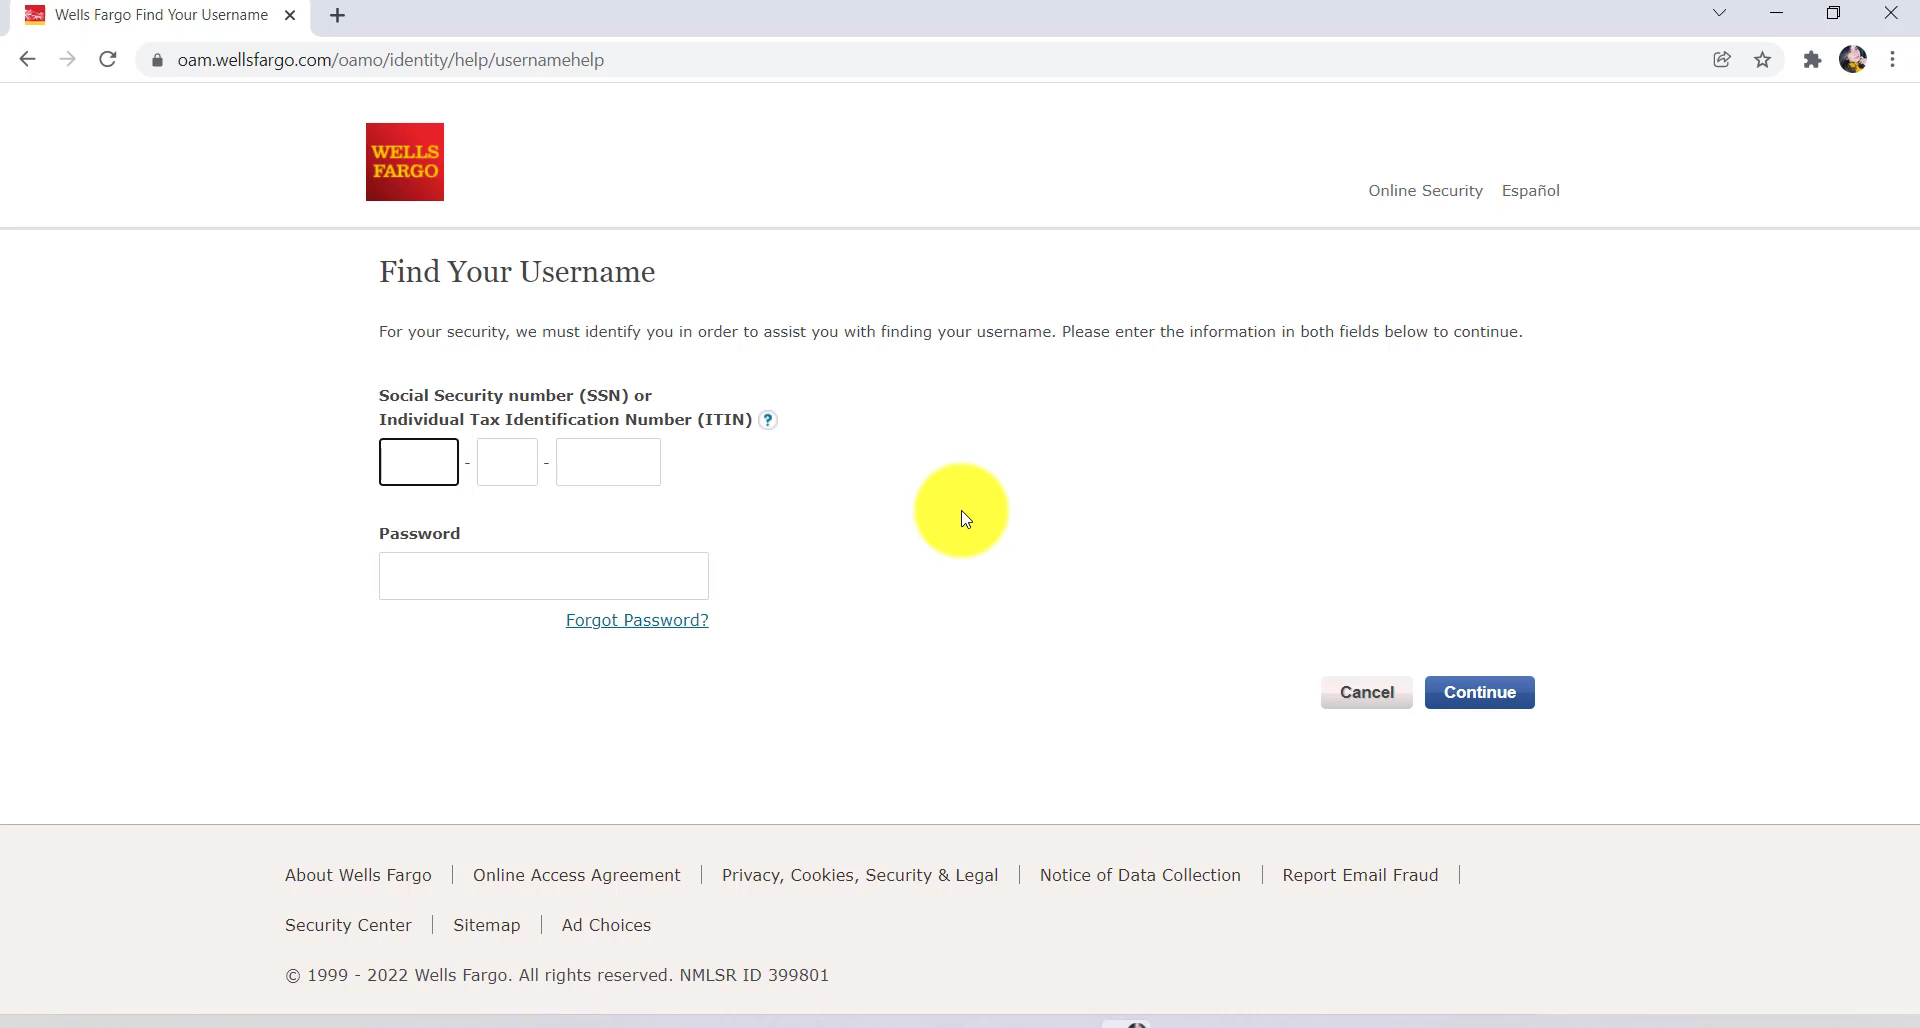 Wells Fargo Find Your Username
oam.wellsfargo.com/oamo/identity/help/usernamehelp
WELLS
FARGO
Online Security Español
Find Your Username
For your security, we must identify you in order to assist you with finding your username. Please enter the information in both fields below to continue.
Social Security number (SSN) or
Individual Tax Identification Number (ITIN) ?
- -
Password
Forgot Password?
Cancel Continue
About Wells Fargo | Online Access Agreement | Privacy, Cookies, Security & Legal | Notice of Data Collection | Report Email Fraud |
Security Center | Sitemap | Ad Choices
© 1999 - 2022 Wells Fargo. All rights reserved. NMLSR ID 399801